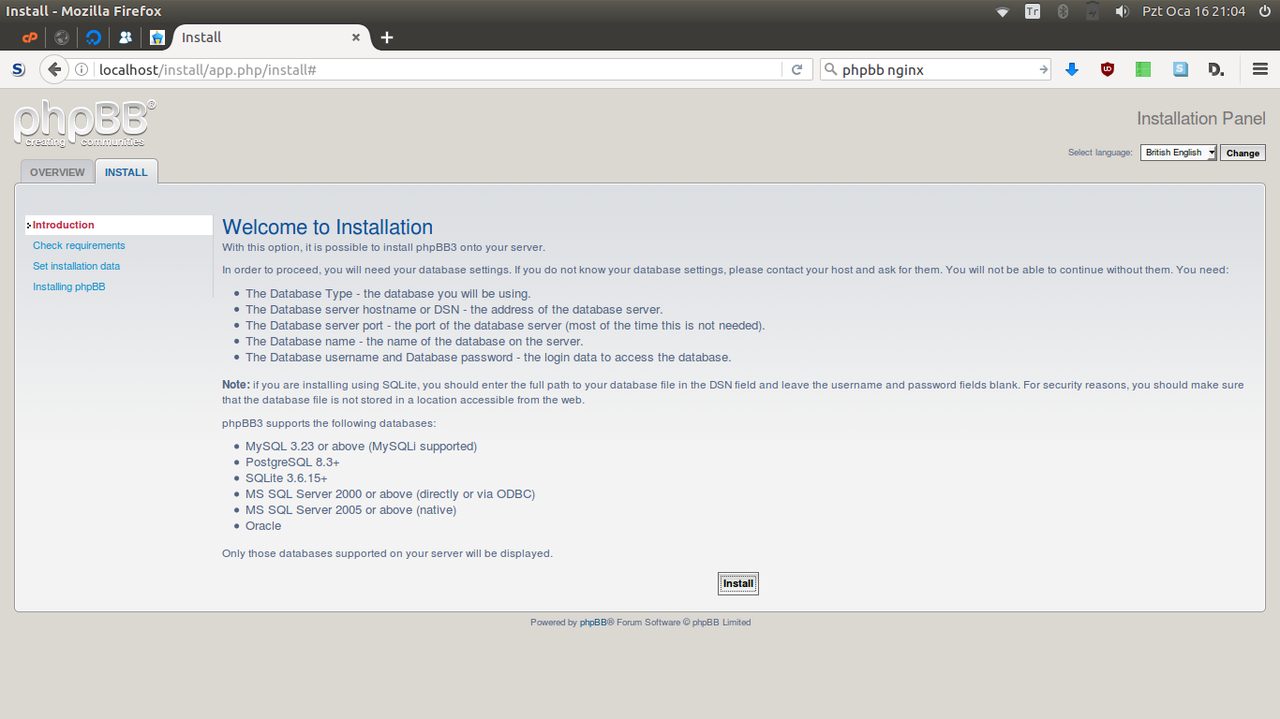 Install - Mozilla Firefox
Tr
Pzt Oca 16 21:04
cP
Install
S
localhost/install/app.php/install#
phpbb nginx
S
D.
phpBB®
creating communities
Installation Panel
Select language:
British English
Change
OVERVIEW
INSTALL
Introduction
Check requirements
Set installation data
Installing phpBB
Welcome to Installation
With this option, it is possible to install phpBB3 onto your server.
In order to proceed, you will need your database settings. If you do not know your database settings, please contact your host and ask for them. You will not be able to continue without them. You need:
• The Database Type - the database you will be using.
• The Database server hostname or DSN - the address of the database server.
• The Database server port - the port of the database server (most of the time this is not needed).
• The Database name - the name of the database on the server.
• The Database username and Database password - the login data to access the database.
Note: if you are installing using SQLite, you should enter the full path to your database file in the DSN field and leave the username and password fields blank. For security reasons, you should make sure
that the database file is not stored in a location accessible from the web.
phpBB3 supports the following databases:
• MySQL 3.23 or above (MySQLi supported)
• PostgreSQL 8.3+
• SQLite 3.6.15+
• MS SQL Server 2000 or above (directly or via ODBC)
• MS SQL Server 2005 or above (native)
• Oracle
Only those databases supported on your server will be displayed.
Install
Powered by phpBB® Forum Software © phpBB Limited